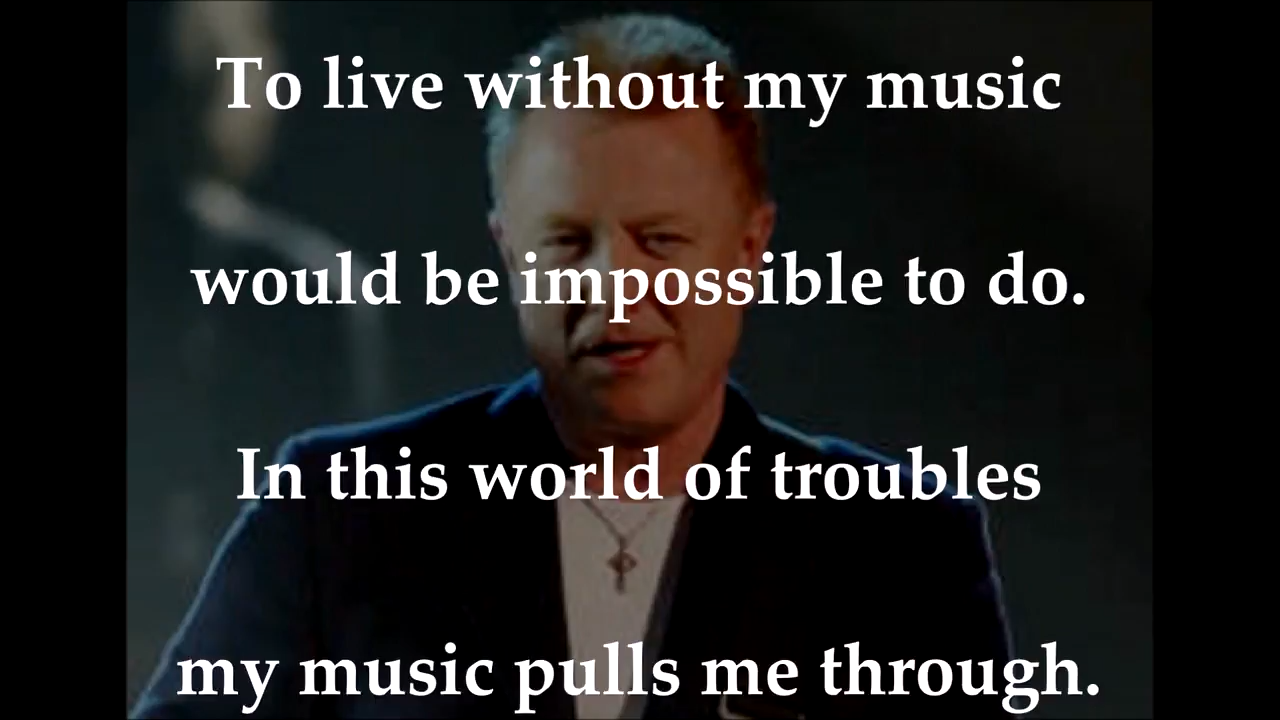 To live without my music
would be impossible to do.
In this world of troubles
my music pulls me through.